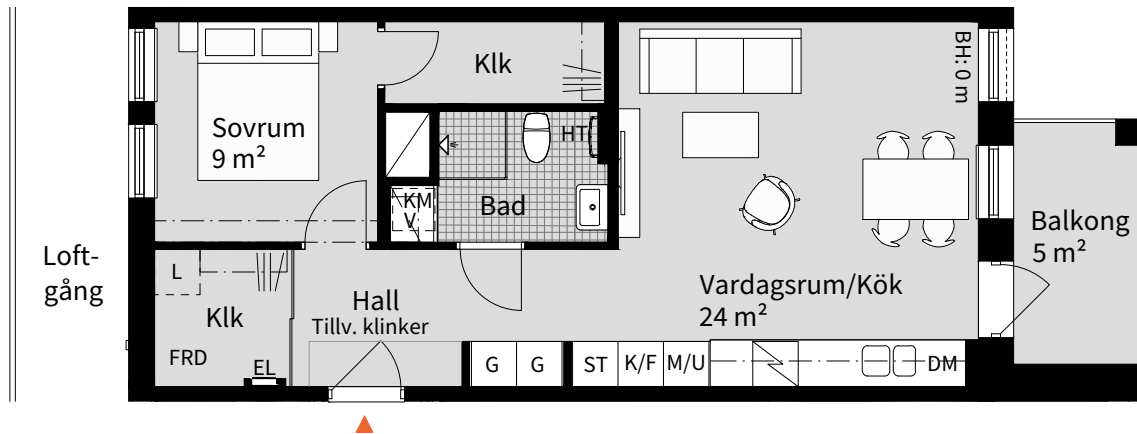 Klk
BH: 0 m
Sovrum
9 m²
HT
KM
V
Bad
Balkong
5 m²
Loft-
gång
L
Klk
Hall
Tillv. klinker
Vardagsrum/Kök
24 m²
FRD
EL
G
G
ST
K/F
M/U
DM